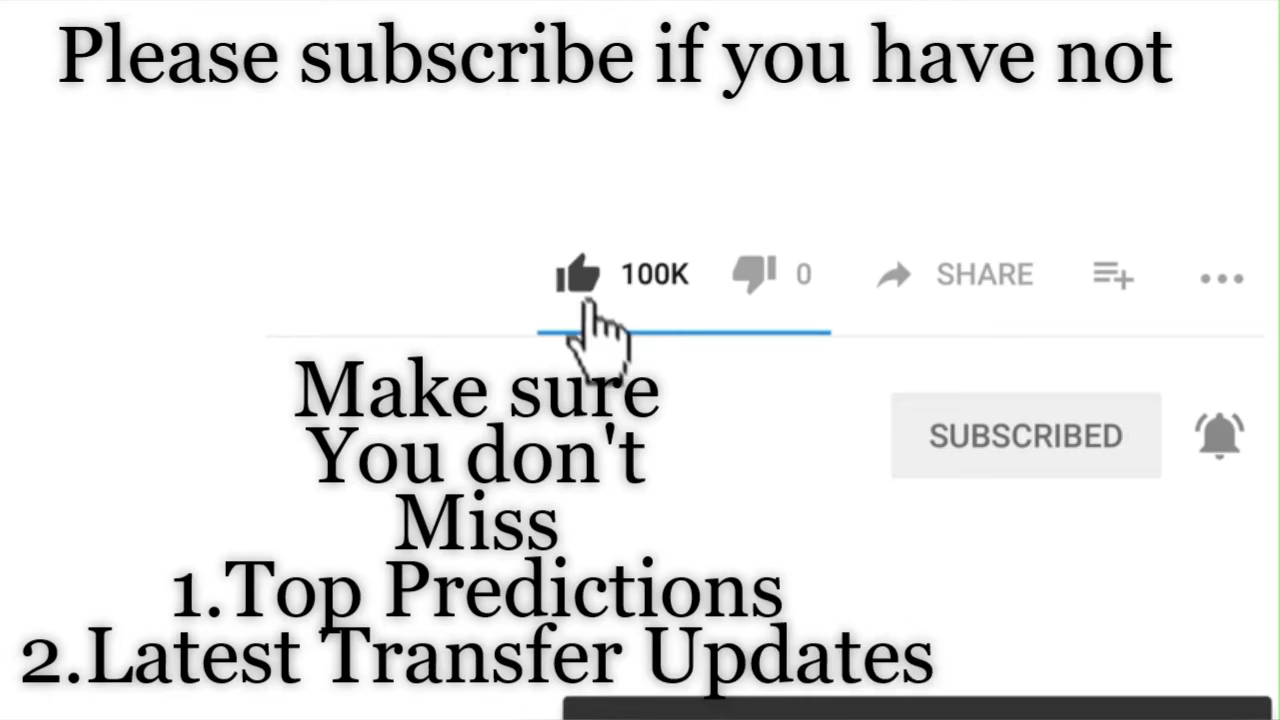 Please subscribe if you have not
100K 0 SHARE
Make sure
You don't
SUBSCRIBED
Miss
1.Top Predictions
2.Latest Transfer Updates